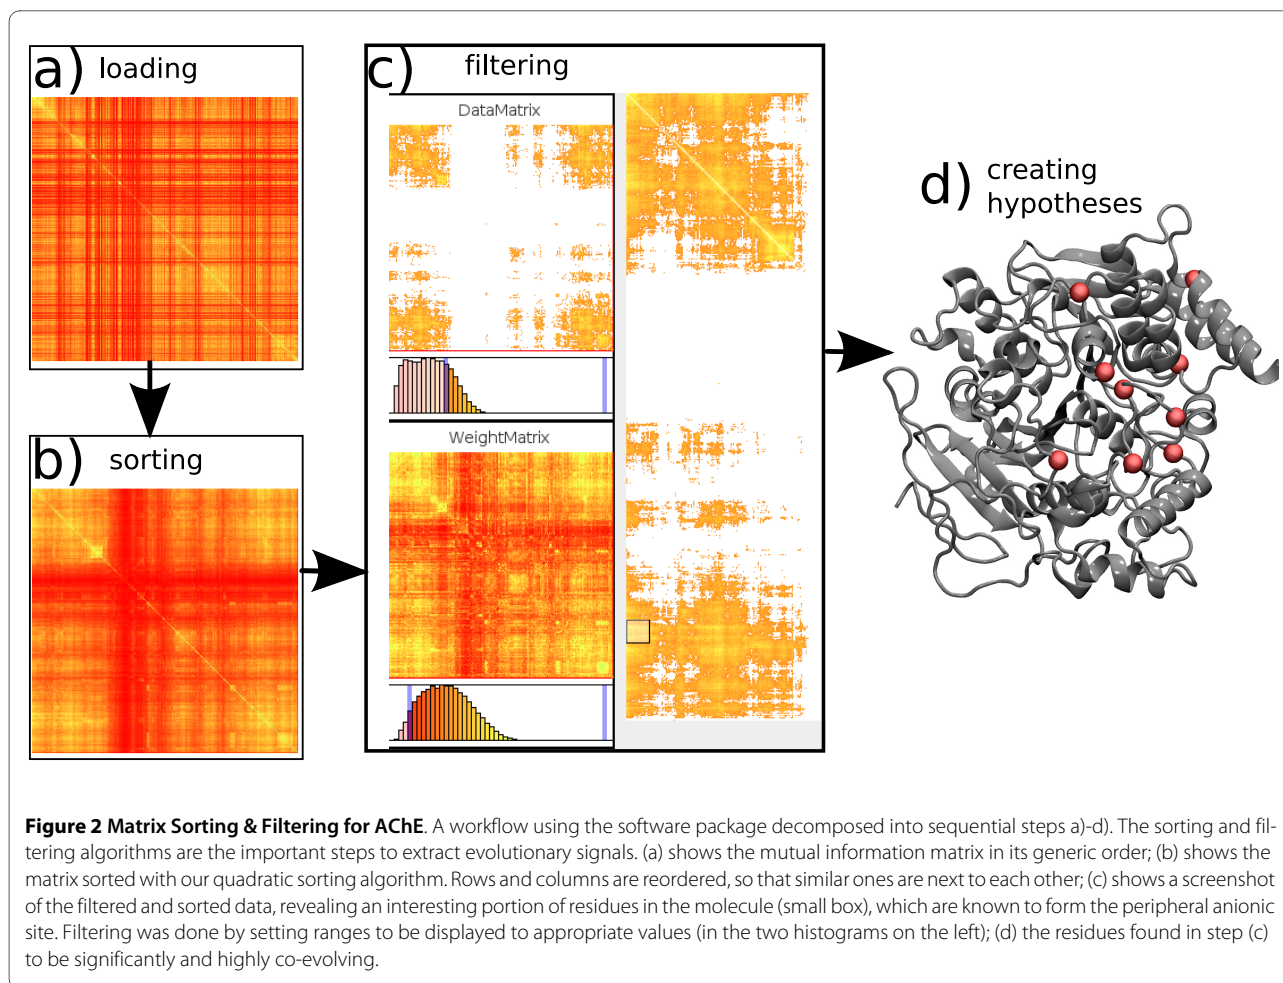 a) loading
b) sorting
c) filtering
DataMatrix
WeightMatrix
d) creating
hypotheses
Figure 2 Matrix Sorting & Filtering for AChE. A workflow using the software package decomposed into sequential steps a)-d). The sorting and fil-
tering algorithms are the important steps to extract evolutionary signals. (a) shows the mutual information matrix in its generic order; (b) shows the
matrix sorted with our quadratic sorting algorithm. Rows and columns are reordered, so that similar ones are next to each other; (c) shows a screenshot
of the filtered and sorted data, revealing an interesting portion of residues in the molecule (small box), which are known to form the peripheral anionic
site. Filtering was done by setting ranges to be displayed to appropriate values (in the two histograms on the left); (d) the residues found in step (c)
to be significantly and highly co-evolving.